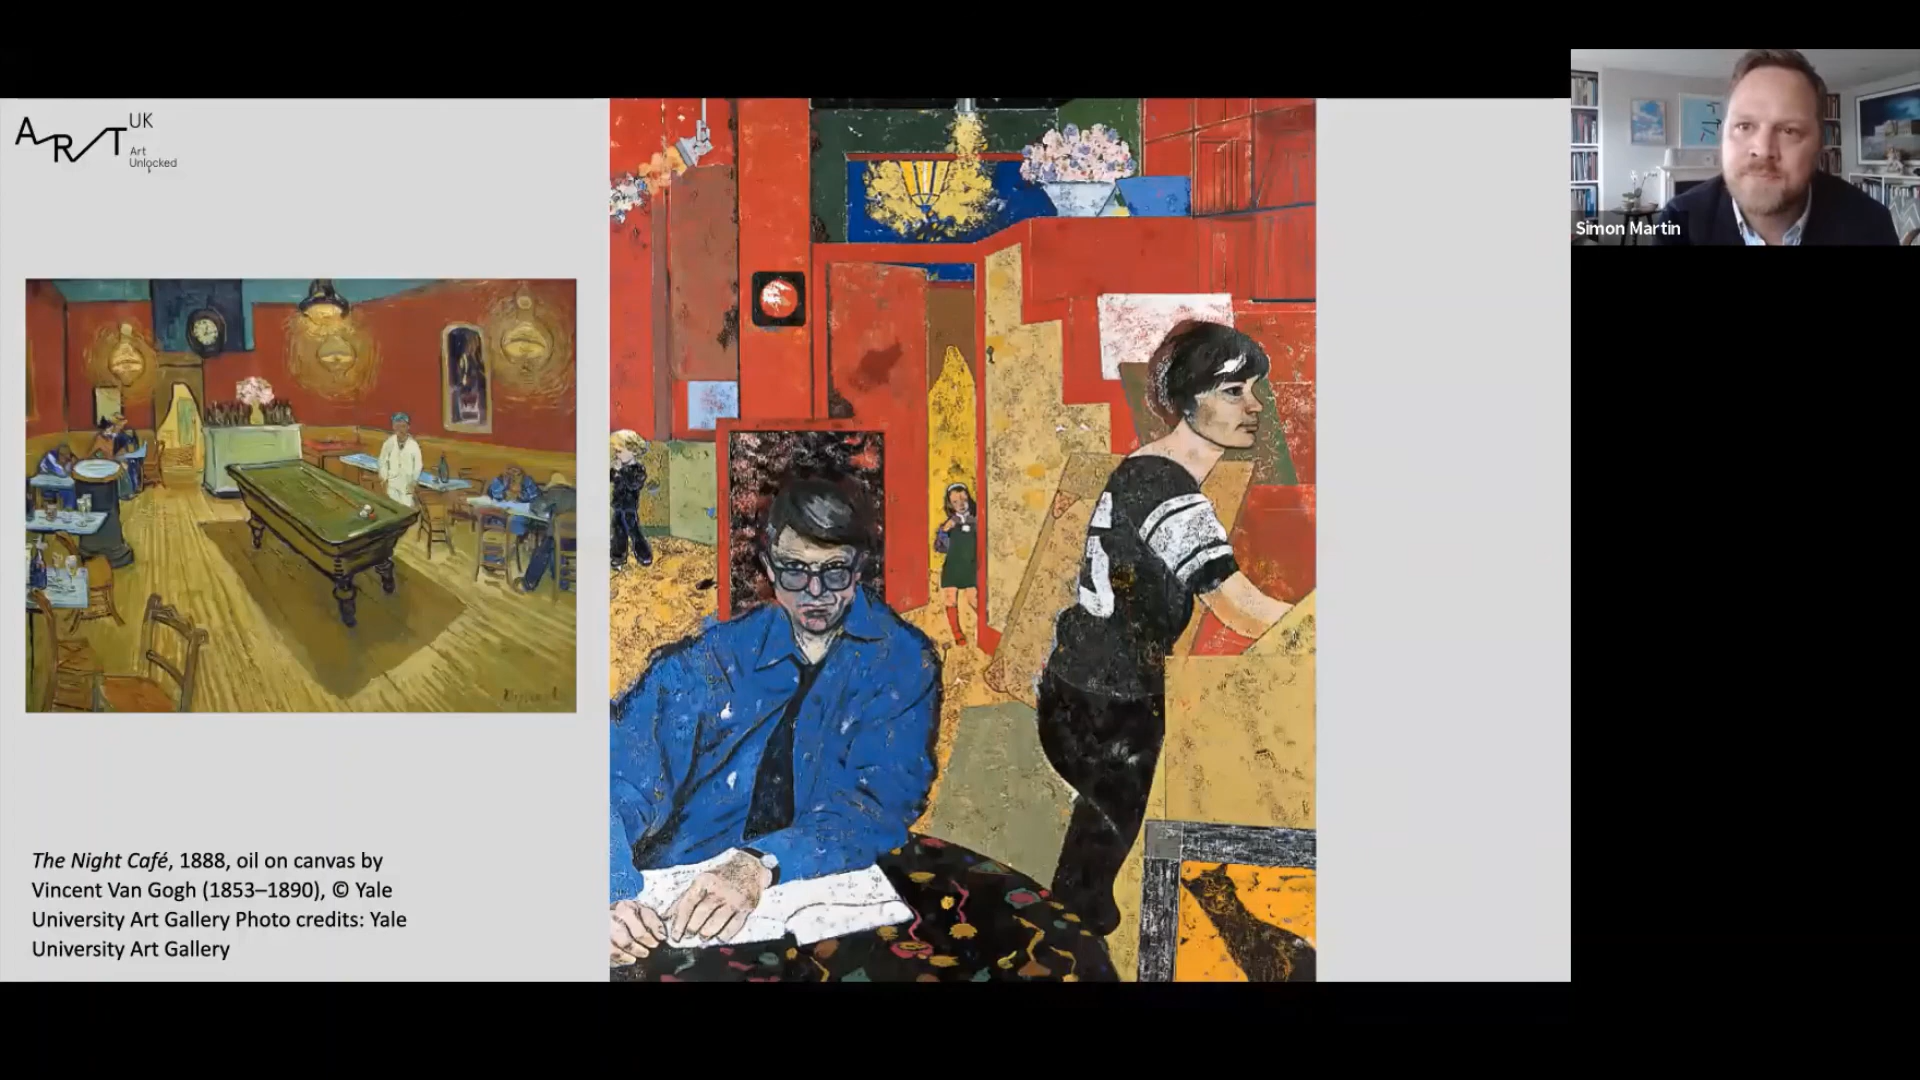 ART UK
Art
Unlocked
Simon Martin
The Night Café, 1888, oil on canvas by
Vincent Van Gogh (1853–1890), © Yale
University Art Gallery Photo credits: Yale
University Art Gallery